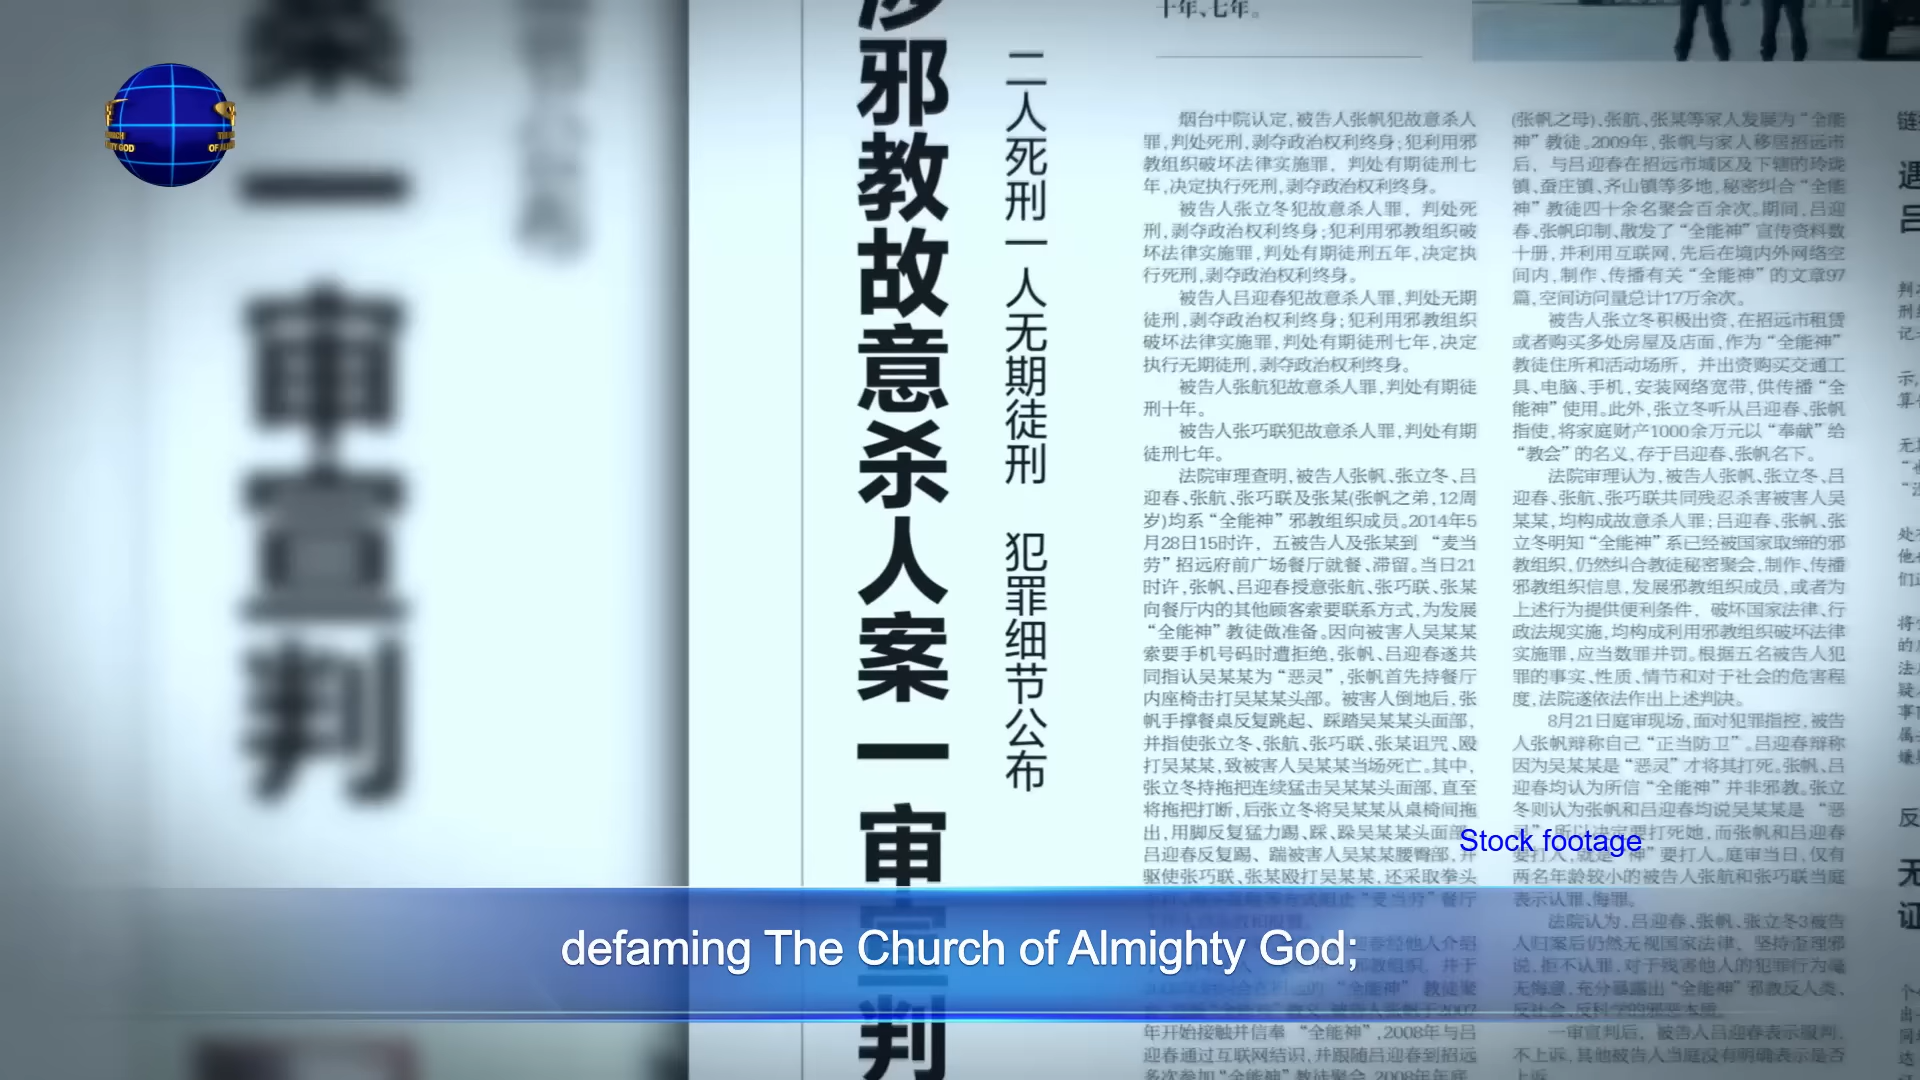 涉邪教故意杀人案一审宣判
二人死刑一人无期徒刑 犯罪细节公布
十年、七年。
烟台中院认定,被告人张帆犯故意杀人
罪,判处死刑,剥夺政治权利终身;犯利用邪
教组织破坏法律实施罪，判处有期徒刑七
年,决定执行死刑,剥夺政治权利终身。
被告人张立冬犯故意杀人罪，判处死
刑,剥夺政治权利终身;犯利用邪教组织破
坏法律实施罪,判处有期徒刑五年,决定执
行死刑,剥夺政治权利终身。
被告人吕迎春犯故意杀人罪,判处无期
徒刑,剥夺政治权利终身;犯利用邪教组织
破坏法律实施罪,判处有期徒刑七年,决定
执行无期徒刑,剥夺政治权利终身。
被告人张航犯故意杀人罪,判处有期徒
刑十年。
被告人张巧联犯故意杀人罪,判处有期
徒刑七年。
法院审理查明,被告人张帆、张立冬、吕
迎春、张航、张巧联及张某(张帆之弟,12周
岁)均系“全能神”邪教组织成员。2014年5
月28日15时许，五被告人及张某到“麦当
劳”招远府前广场餐厅就餐、滞留。当日21
时许,张帆、吕迎春授意张航、张巧联、张某
向餐厅内的其他顾客索要联系方式,为发展
“全能神”教徒做准备。因向被害人吴某某
索要手机号码时遭拒绝,张帆、吕迎春遂共
同指认吴某某为“恶灵”,张帆首先持餐厅
内座椅击打吴某某头部。被害人倒地后,张
帆手撑餐桌反复跳起、踩踏吴某某头面部,
并指使张立冬、张航、张巧联、张某诅咒、殴
打吴某某,致被害人吴某某当场死亡。其中,
张立冬持拖把连续猛击吴某某头面部,直至
将拖把打断,后张立冬将吴某某从桌椅间拖
出,用脚反复猛力踢、踩、跺吴某某头面部
吕迎春反复踢、踹被害人吴某某腰臀部,并
驱使张巧联、张某殴打吴某某,还采取拳头
年开始接触并信奉“全能神”,2008年与吕
迎春通过互联网结识,并跟随吕迎春到招远
多次参加“全能神”教徒聚会。2008年年底,
(张帆之母)、张航、张某等家人发展为“全能
神”教徒。2009年，张帆与家人移居招远市
后，与吕迎春在招远市城区及下辖的玲珑
镇、蚕庄镇、齐山镇等多地,秘密纠合“全能
神”教徒四十余名聚会百余次。期间,吕迎
春、张帆印制、散发了“全能神”宣传资料数
十册,并利用互联网,先后在境内外网络空
间内,制作、传播有关“全能神”的文章97
篇,空间访问量总计17万余次。
被告人张立冬积极出资,在招远市租赁
或者购买多处房屋及店面,作为“全能神”
教徒住所和活动场所，并出资购买交通工
具、电脑、手机,安装网络宽带,供传播“全
能神”使用。此外,张立冬听从吕迎春、张帆
指使,将家庭财产1000余万元以“奉献”给
“教会”的名义,存于吕迎春、张帆名下。
法院审理认为,被告人张帆、张立冬、吕
迎春、张航、张巧联共同残忍杀害被害人吴
某某,均构成故意杀人罪;吕迎春、张帆、张
立冬明知“全能神”系已经被国家取缔的邪
教组织,仍然纠合教徒秘密聚会,制作、传播
邪教组织信息,发展邪教组织成员,或者为
上述行为提供便利条件，破坏国家法律、行
政法规实施,均构成利用邪教组织破坏法律
实施罪,应当数罪并罚。根据五名被告人犯
罪的事实、性质、情节和对于社会的危害程
度,法院遂依法作出上述判决。
8月21日庭审现场,面对犯罪指控,被告
人张帆辩称自己“正当防卫”。吕迎春辩称
因为吴某某是“恶灵”才将其打死。张帆、吕
迎春均认为所信“全能神”并非邪教。张立
冬则认为张帆和吕迎春均说吴某某是“恶
灵”,所以决定要打死她,而张帆和吕迎春
要打人,就是“神”要打人。庭审当日,仅有
两名年龄较小的被告人张航和张巧联当庭
表示认罪、悔罪。
法院认为,吕迎春、张帆、张立冬3被告
人归案后仍然无视国家法律、坚持歪理邪
说,拒不认罪,对于残害他人的犯罪行为毫
无悔意,充分暴露出“全能神”邪教反人类、
反社会、反科学的邪恶本质。
一审宣判后，被告人吕迎春表示服判,
不上诉,其他被告人当庭没有明确表示是否
上诉。
一审宣判
Stock footage
defaming The Church of Almighty God;